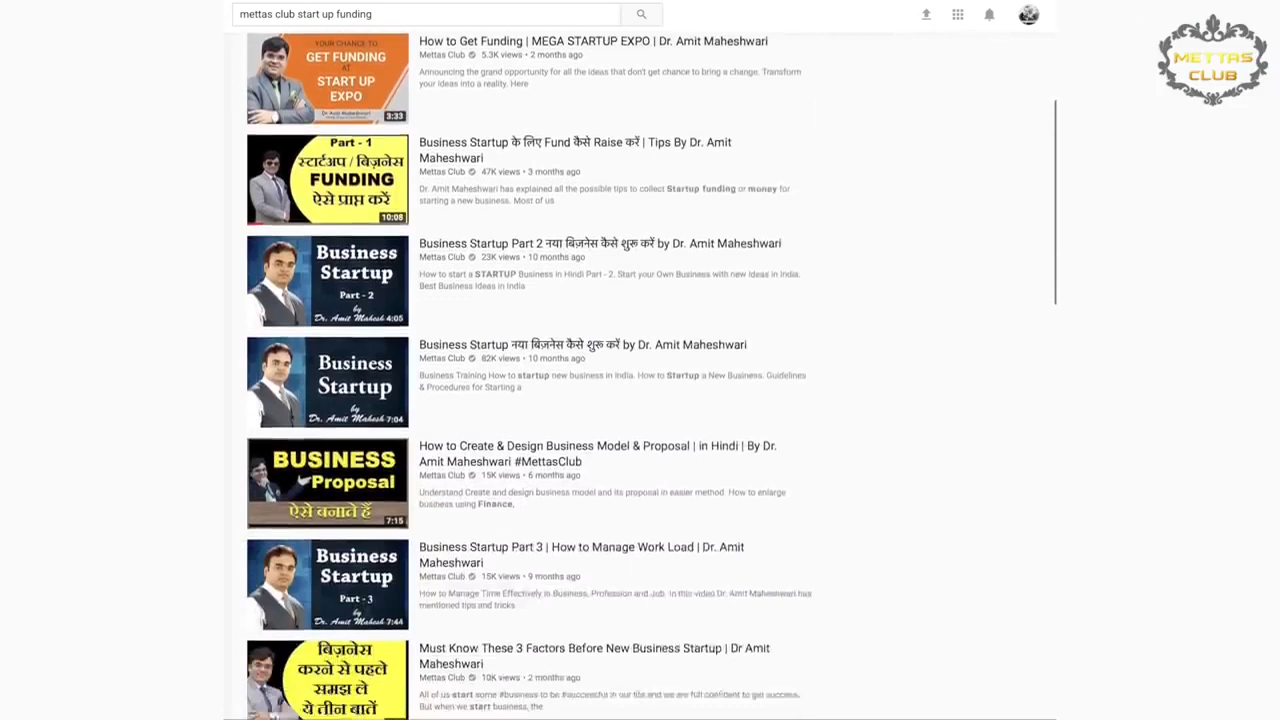 mettas club start up funding
METTAS
CLUB
YOUR CHANCE TO
GET FUNDING
AT
START UP
EXPO
Dr Amit Maheshwari
3:33
How to Get Funding | MEGA STARTUP EXPO | Dr. Amit Maheshwari
Mettas Club 5.3K views • 2 months ago
Announcing the grand opportunity for all the ideas that don't get chance to bring a change. Transform
your ideas into a reality. Here
Part - 1
स्टार्टअप / बिज़नेस
FUNDING
ऐसे प्राप्त करें
10:08
Business Startup के लिए Fund कैसे Raise करें | Tips By Dr. Amit
Maheshwari
Mettas Club 47K views • 3 months ago
Dr. Amit Maheshwari has explained all the possible tips to collect Startup funding or money for
starting a new business. Most of us
Business
Startup
Part - 2
by
Dr. Amit Mahesh 4:05
Business Startup Part 2 नया बिज़नेस कैसे शुरू करें by Dr. Amit Maheshwari
Mettas Club 23K views • 10 months ago
How to start a STARTUP Business in Hindi Part - 2. Start your Own Business with new Ideas in India.
Best Business Ideas in India
Business
Startup
by
Dr. Amit Mahesh 7:04
Business Startup नया बिज़नेस कैसे शुरू करें by Dr. Amit Maheshwari
Mettas Club 82K views • 10 months ago
Business Training How to startup new business in India. How to Startup a New Business. Guidelines
& Procedures for Starting a
BUSINESS
Proposal
ऐसे बनाते हैं
7:15
How to Create & Design Business Model & Proposal | in Hindi | By Dr.
Amit Maheshwari #MettasClub
Mettas Club 15K views • 6 months ago
Understand Create and design business model and its proposal in easier method. How to enlarge
business using Finance,
Business
Startup
Part - 3
by
Dr. Amit Mahesh 7:44
Business Startup Part 3 | How to Manage Work Load | Dr. Amit
Maheshwari
Mettas Club 15K views • 9 months ago
How to Manage Time Effectively in Business, Profession and Job. In this video Dr. Amit Maheshwari has
mentioned tips and tricks
बिज़नेस
करने से पहले
समझ ले
ये तीन बातें
Must Know These 3 Factors Before New Business Startup | Dr Amit
Maheshwari
Mettas Club 10K views • 2 months ago
All of us start some #business to be #successful in our life and we are full confident to get success.
But when we start business, the